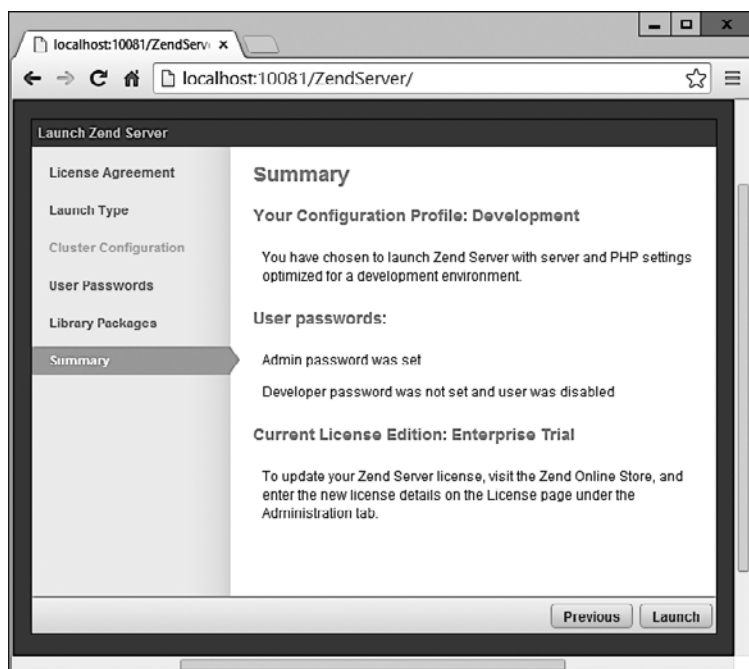 localhost:10081/ZendServ
localhost:10081/ZendServer/
Launch Zend Server
License Agreement
Launch Type
Cluster Configuration
User Passwords
Library Packages
Summary
Summary
Your Configuration Profile: Development
You have chosen to launch Zend Server with server and PHP settings
optimized for a development environment.
User passwords:
Admin password was set
Developer password was not set and user was disabled
Current License Edition: Enterprise Trial
To update your Zend Server license, visit the Zend Online Store, and
enter the new license details on the License page under the
Administration tab.
Previous
Launch